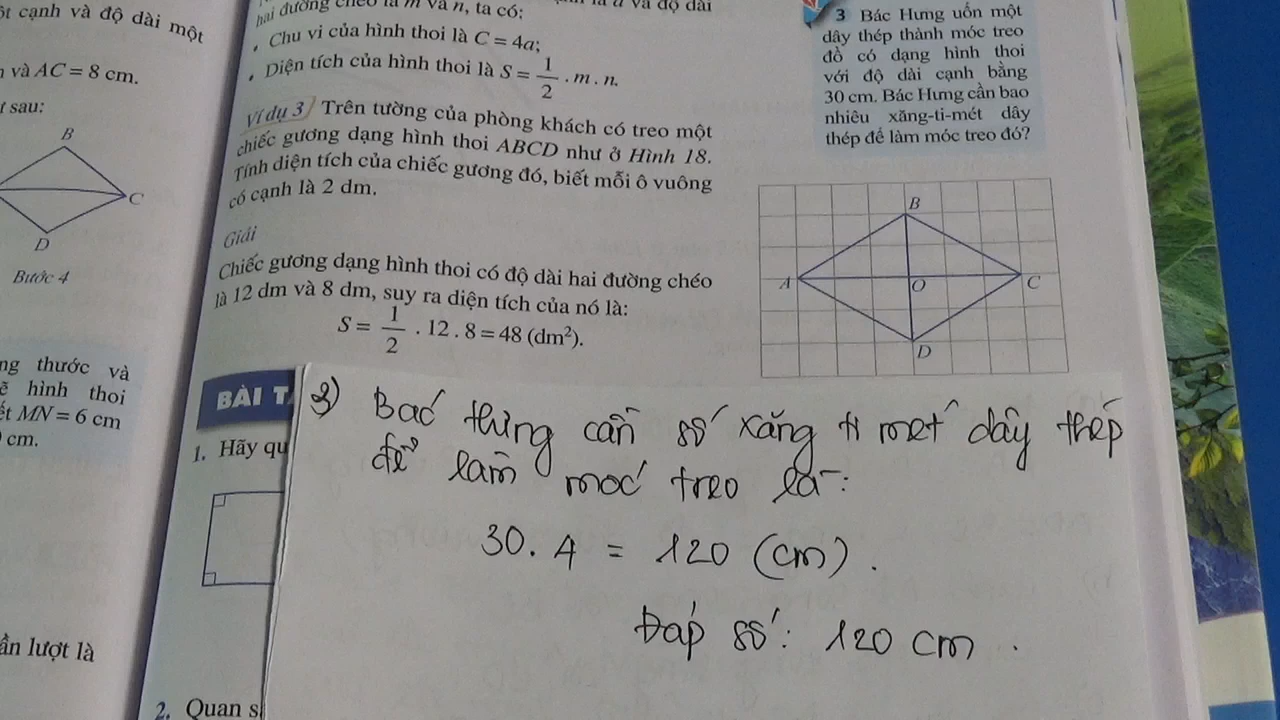 ột cạnh và độ dài một
và AC = 8 cm.
sau:
B
C
D
Bước 4
ng thước và
hình thoi
ết MN = 6 cm
cm.
ần lượt là
hai đường chéo là m và n, ta có:
và độ dài
• Chu vi của hình thoi là C = 4a;
• Diện tích của hình thoi là S = 1/2 . m . n.
Ví dụ 3 Trên tường của phòng khách có treo một
chiếc gương dạng hình thoi ABCD như ở Hình 18.
Tính diện tích của chiếc gương đó, biết mỗi ô vuông
có cạnh là 2 dm.
Giải
Chiếc gương dạng hình thoi có độ dài hai đường chéo
là 12 dm và 8 dm, suy ra diện tích của nó là:
S = 1/2 . 12 . 8 = 48 (dm²).
3 Bác Hưng uốn một
dây thép thành móc treo
đồ có dạng hình thoi
với độ dài cạnh bằng
30 cm. Bác Hưng cần bao
nhiêu xăng-ti-mét dây
thép để làm móc treo đó?
B
A
O
C
D
BÀI T
1. Hãy qu
2. Quan s
3) Bác Hưng cần số xăng ti mét dây thép
để làm móc treo là:
30. 4 = 120 (cm).
Đáp số: 120 cm.